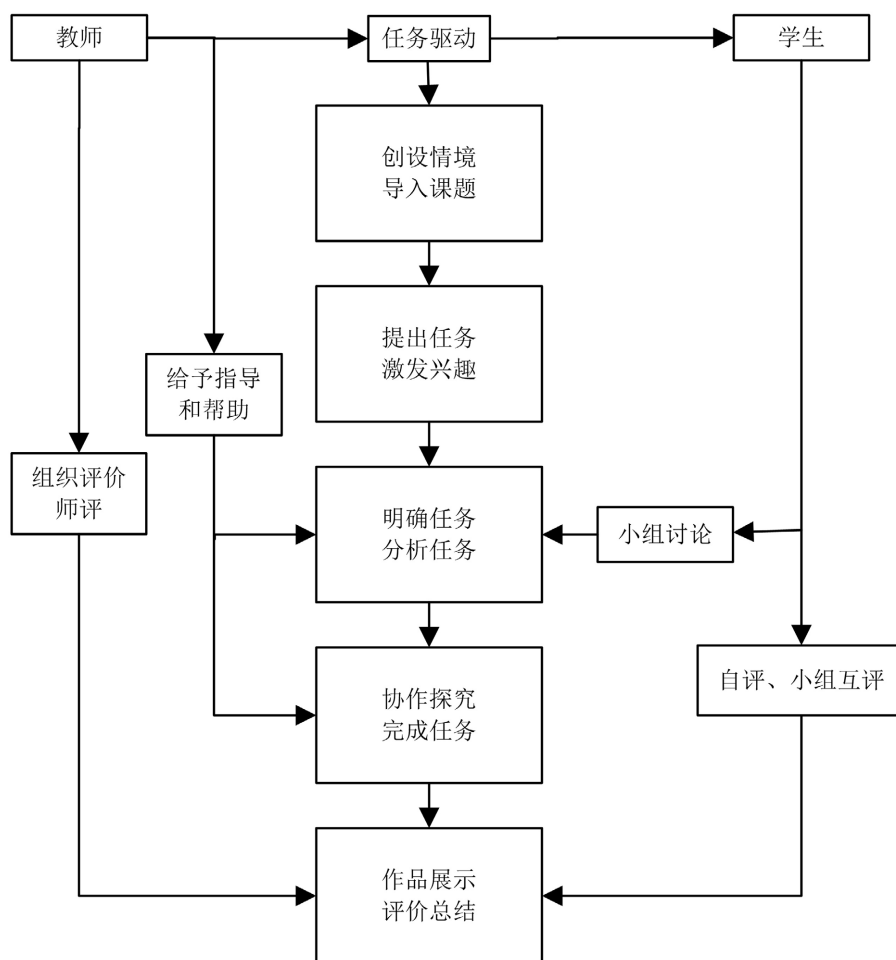 教师
任务驱动
学生
创设情境
导入课题
提出任务
激发兴趣
给予指导
和帮助
组织评价
师评
明确任务
分析任务
小组讨论
协作探究
完成任务
自评、小组互评
作品展示
评价总结